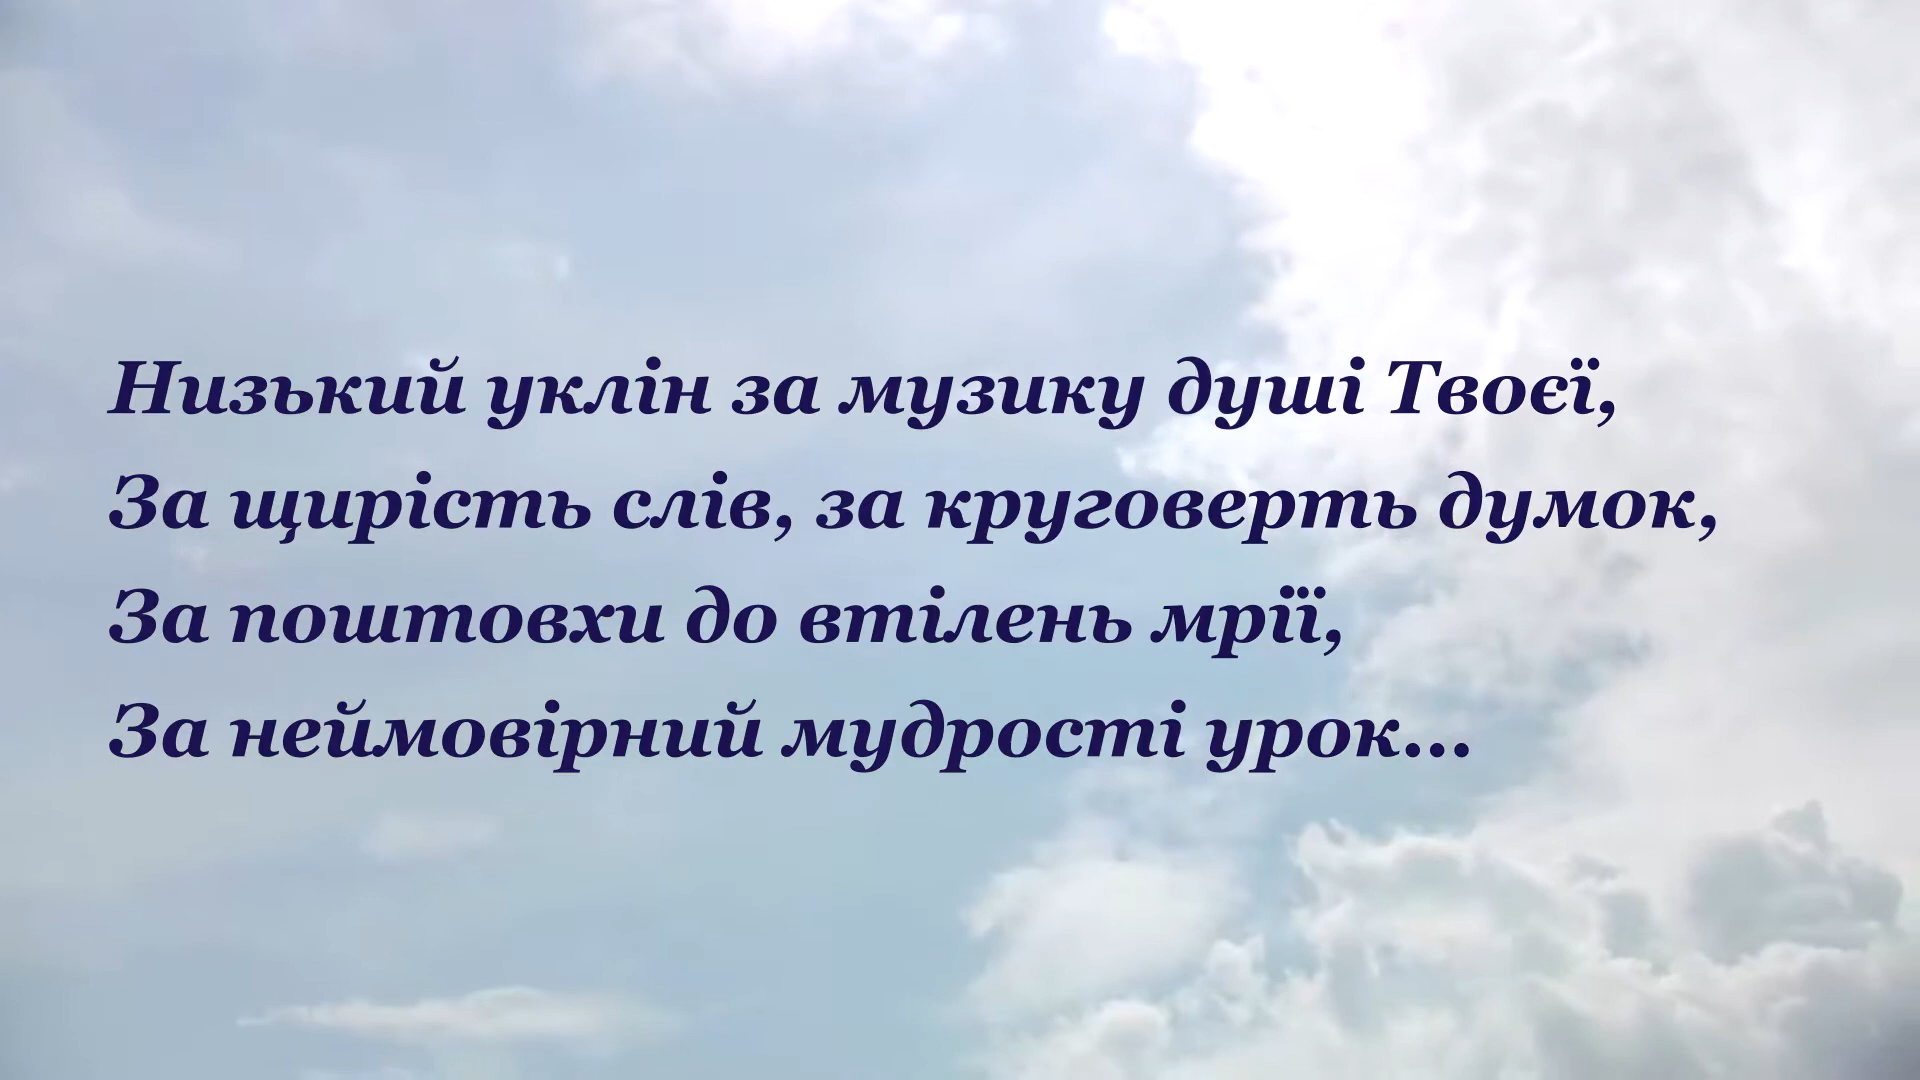 Низький уклін за музику душі Твоєї,
За щирість слів, за круговерть думок,
За поштовхи до втілень мрії,
За неймовірний мудрості урок...